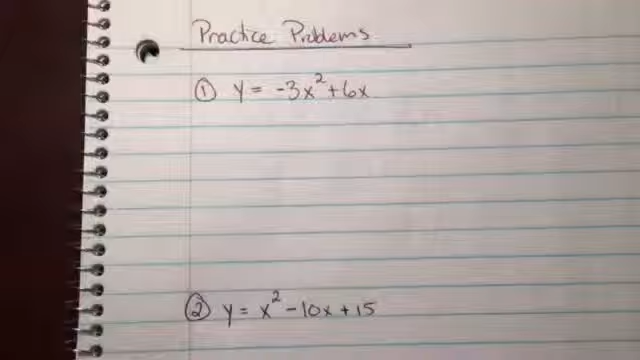 Practice Problems
① y = -3x² + 6x
② y = x² - 10x + 15